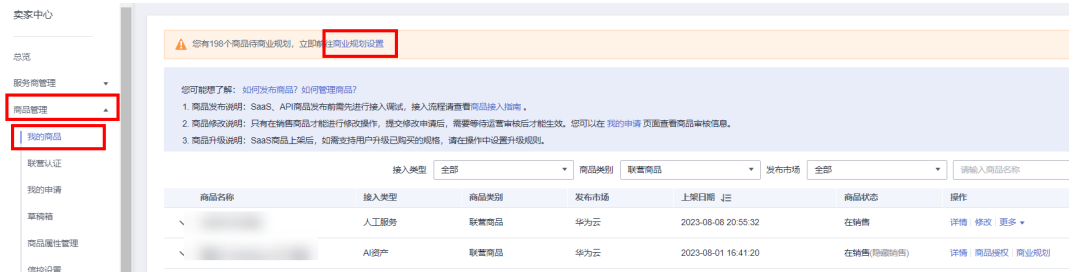 卖家中心
总览
服务商管理
商品管理
我的商品
联营认证
我的申请
草稿箱
商品属性管理
信控设置
您有198个商品待商业规划，立即前往商业规划设置
您可能想了解： 如何发布商品？如何管理商品？
1. 商品发布说明：SaaS、API商品发布前需先进行接入调试，接入流程请查看商品接入指南 。
2. 商品修改说明：只有在销售商品才能进行修改操作，提交修改申请后，需要等待运营审核后才能生效。您可以在 我的申请 页面查看商品审核信息。
3. 商品升级说明：SaaS商品上架后，如需支持用户升级已购买的规格，请在操作中设置升级规则。
接入类型 全部 商品类别 联营商品 发布市场 全部 请输入商品名称
商品名称 接入类型 商品类别 发布市场 上架日期 商品状态 操作
人工服务 联营商品 华为云 2023-08-08 20:55:32 在销售 详情 修改 更多
AI资产 联营商品 华为云 2023-08-01 16:41:20 在销售(隐藏销售) 详情 商品授权 商业规划